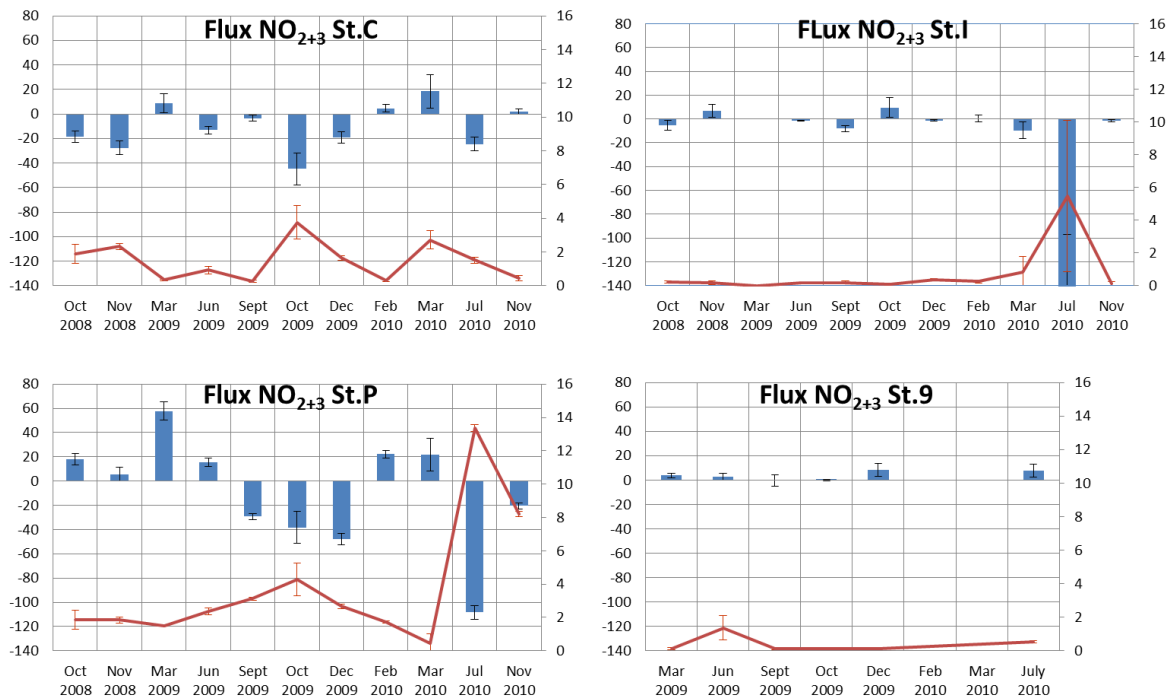 Flux NO2+3 St.C
80 60 40 20 0 -20 -40 -60 -80 -100 -120 -140
16 14 12 10 8 6 4 2 0
Oct Nov Mar Jun Sept Oct Dec Feb Mar Jul Nov
2008 2008 2009 2009 2009 2009 2009 2010 2010 2010 2010
FLux NO2+3 St.I
80 60 40 20 0 -20 -40 -60 -80 -100 -120 -140
16 14 12 10 8 6 4 2 0
Oct Nov Mar Jun Sept Oct Dec Feb Mar Jul Nov
2008 2008 2009 2009 2009 2009 2009 2010 2010 2010 2010
Flux NO2+3 St.P
80 60 40 20 0 -20 -40 -60 -80 -100 -120 -140
16 14 12 10 8 6 4 2 0
Oct Nov Mar Jun Sept Oct Dec Feb Mar Jul Nov
2008 2008 2009 2009 2009 2009 2009 2010 2010 2010 2010
Flux NO2+3 St.9
80 60 40 20 0 -20 -40 -60 -80 -100 -120 -140
16 14 12 10 8 6 4 2 0
Mar Jun Sept Oct Dec Feb Mar July
2009 2009 2009 2009 2009 2010 2010 2010